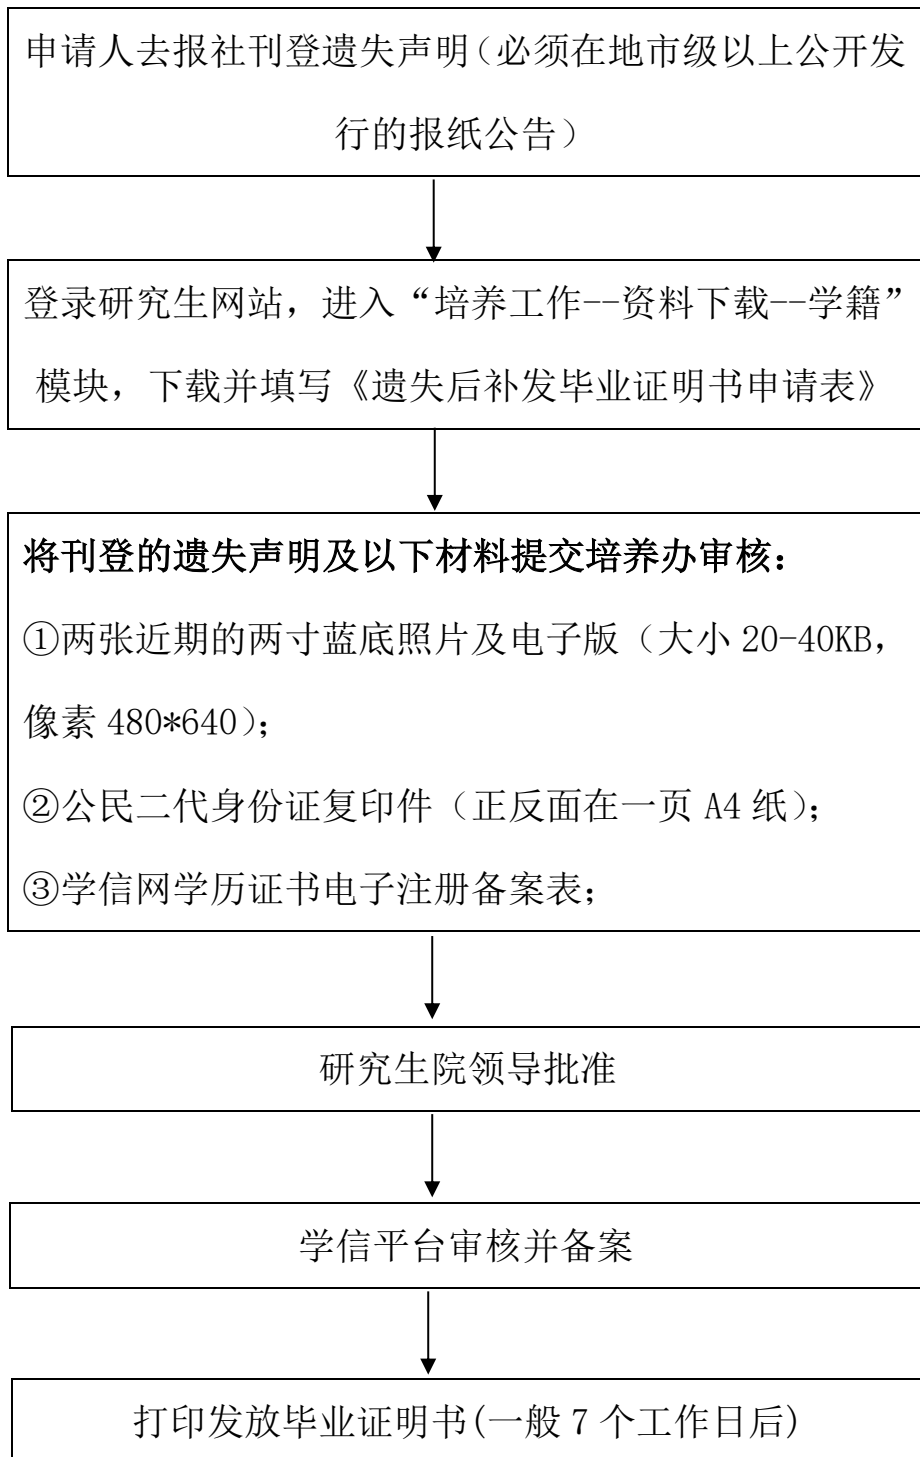 申请人去报社刊登遗失声明（必须在地市级以上公开发
行的报纸公告）
登录研究生网站，进入“培养工作--资料下载--学籍”
模块，下载并填写《遗失后补发毕业证明书申请表》
将刊登的遗失声明及以下材料提交培养办审核：
①两张近期的两寸蓝底照片及电子版（大小 20-40KB，
像素 480*640）；
②公民二代身份证复印件（正反面在一页 A4 纸）；
③学信网学历证书电子注册备案表；
研究生院领导批准
学信平台审核并备案
打印发放毕业证明书(一般 7 个工作日后)